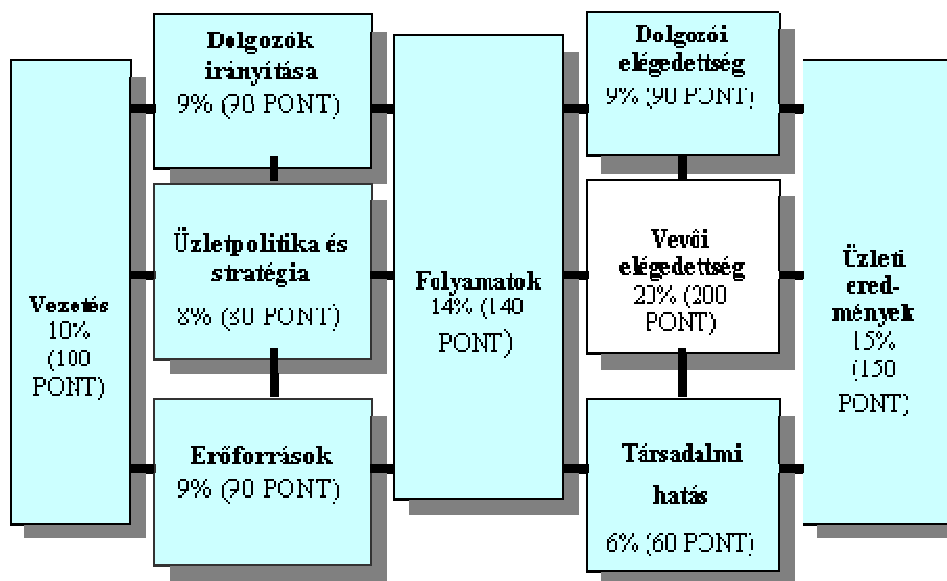 Vezetés
10%
(100
PONT)
Dolgozók
irányítása
9% (90 PONT)
Üzletpolitika és
stratégia
8% (80 PONT)
Erőforrások
9% (90 PONT)
Folyamatok
14% (140
PONT)
Dolgozói
elégedettség
9% (90 PONT)
Vevői
elégedettség
20% (200
PONT)
Társadalmi
hatás
6% (60 PONT)
Üzleti
ered-
mények
15%
(150
PONT)